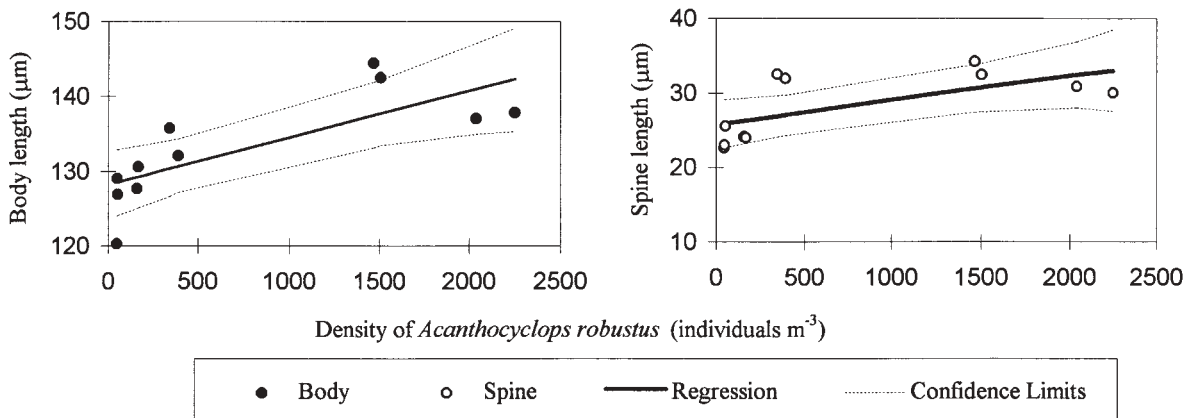 Body length (μm)
150
140
130
120
0 500 1000 1500 2000 2500
Spine length (μm)
40
30
20
10
0 500 1000 1500 2000 2500
Density of Acanthocyclops robustus (individuals m⁻³)
Body Spine Regression Confidence Limits